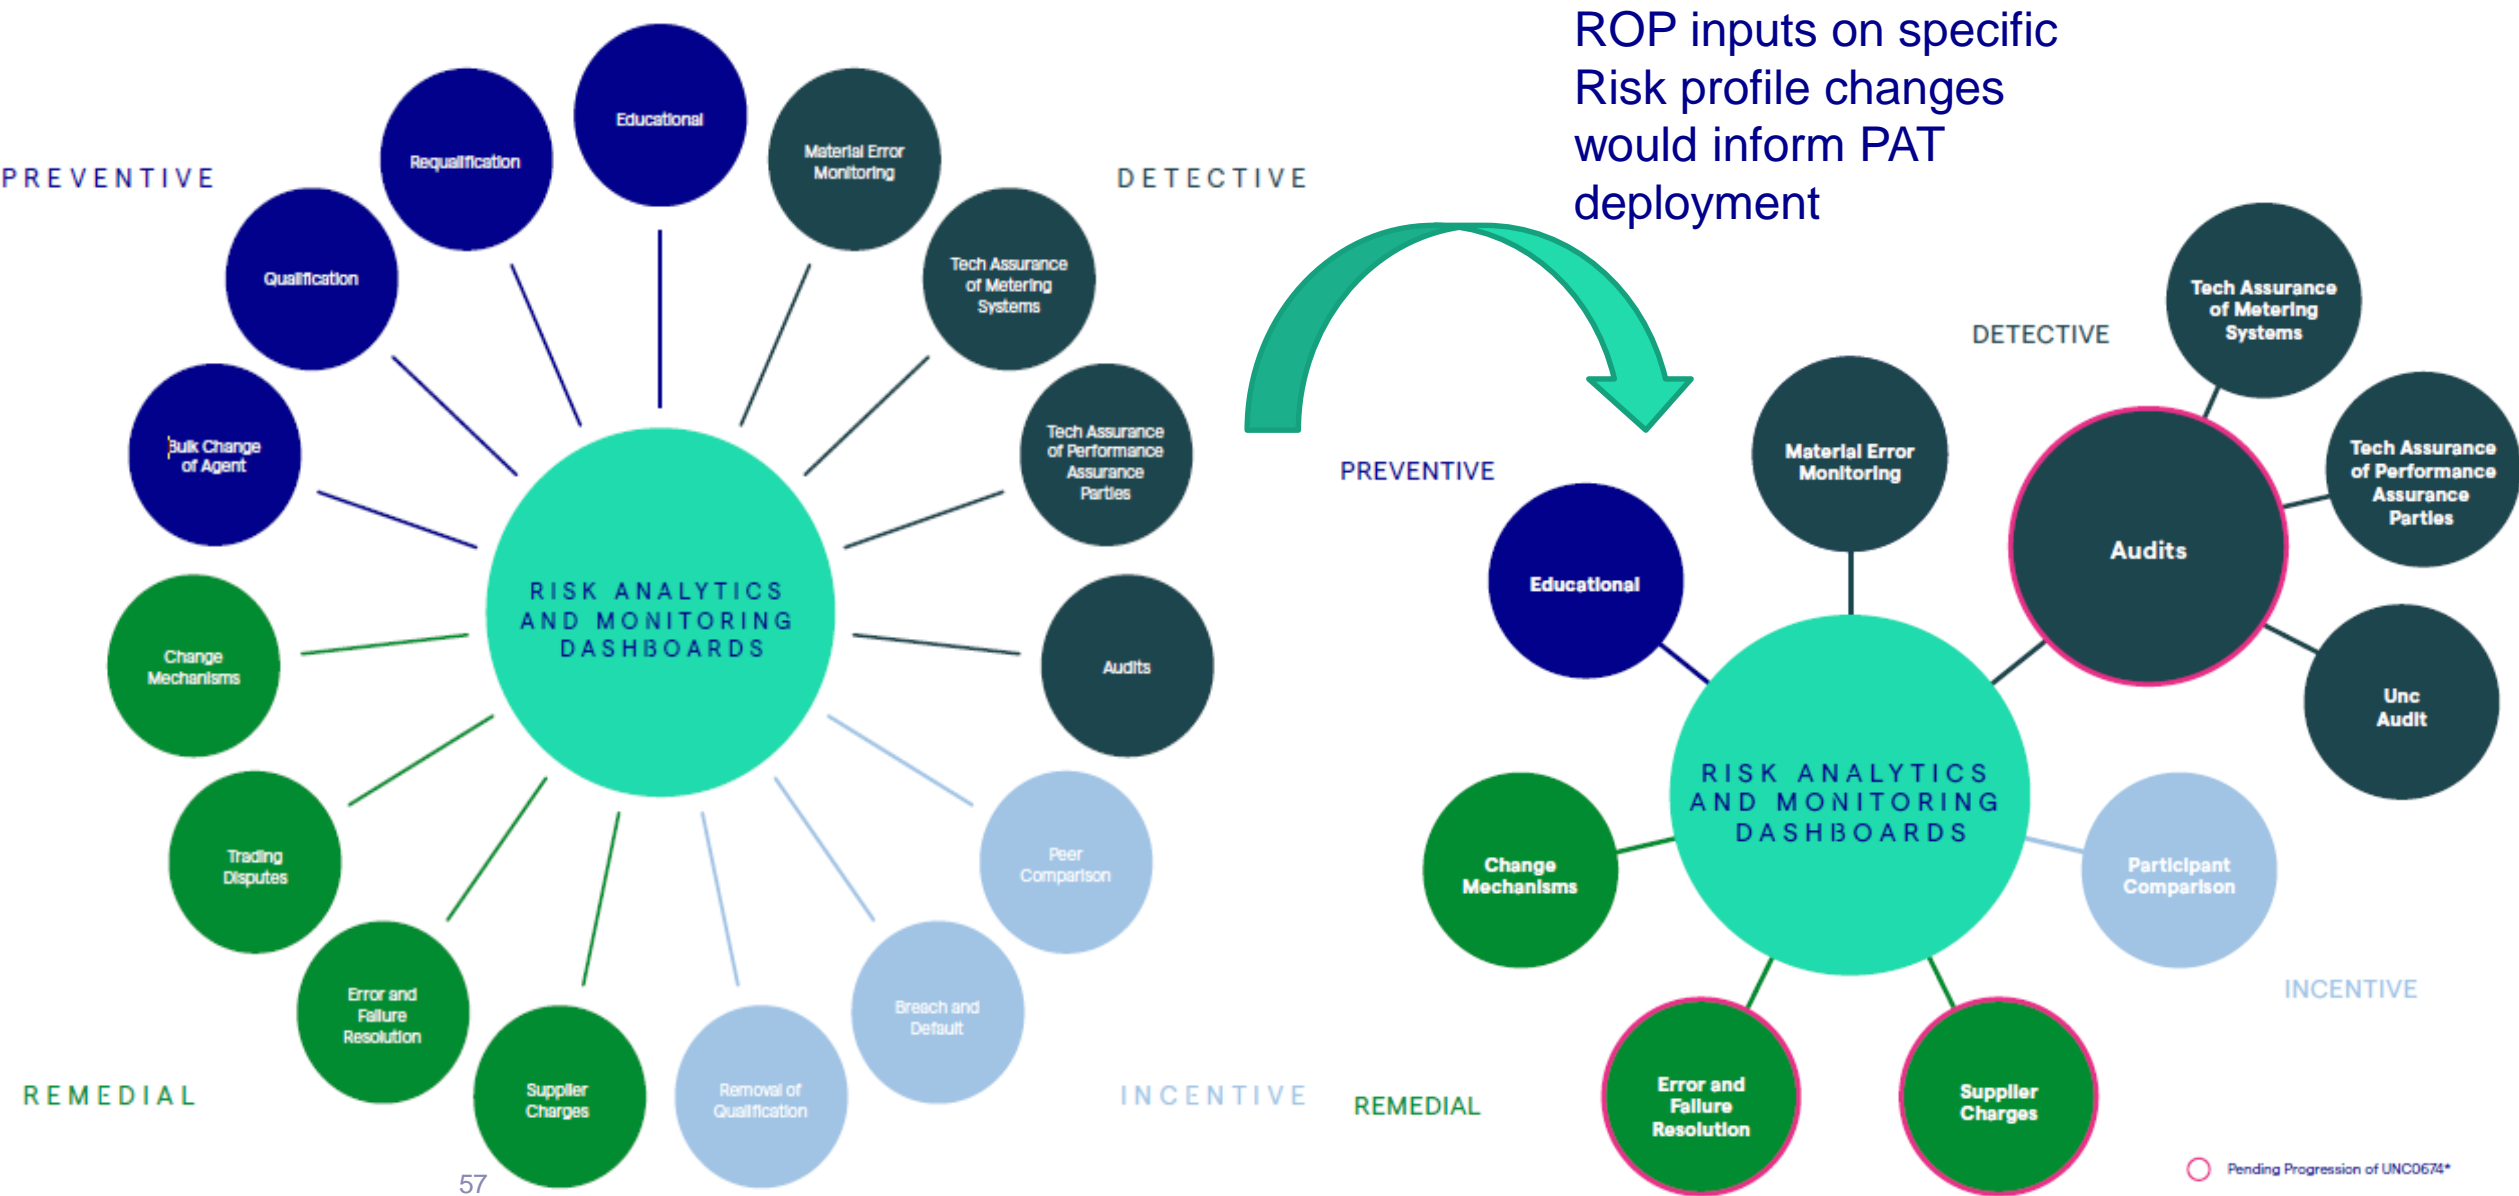 ROP inputs on specific
Risk profile changes
would inform PAT
deployment
PREVENTIVE
DETECTIVE
Educational
Requalification
Qualification
Bulk Change
of Agent
Material Error
Monitoring
Tech Assurance
of Metering
Systems
Tech Assurance
of Performance
Assurance
Parties
Audits
RISK ANALYTICS
AND MONITORING
DASHBOARDS
Change
Mechanisms
Trading
Disputes
Error and
Failure
Resolution
Supplier
Charges
Removal of
Qualification
Breach and
Default
Peer
Comparison
REMEDIAL
INCENTIVE
57
PREVENTIVE
DETECTIVE
Educational
Material Error
Monitoring
Tech Assurance
of Metering
Systems
Tech Assurance
of Performance
Assurance
Parties
Audits
Unc
Audit
RISK ANALYTICS
AND MONITORING
DASHBOARDS
Change
Mechanisms
Participant
Comparison
Error and
Failure
Resolution
Supplier
Charges
INCENTIVE
REMEDIAL
Pending Progression of UNC0674*